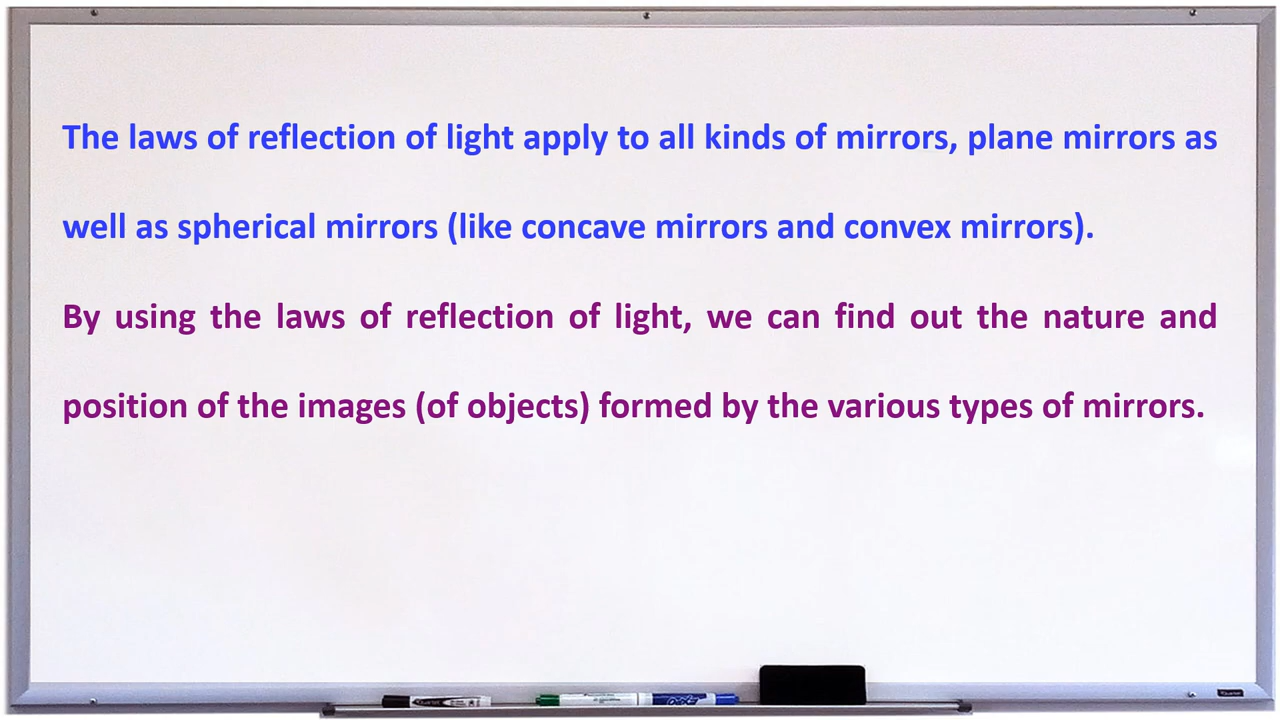 The laws of reflection of light apply to all kinds of mirrors, plane mirrors as
well as spherical mirrors (like concave mirrors and convex mirrors).
By using the laws of reflection of light, we can find out the nature and
position of the images (of objects) formed by the various types of mirrors.